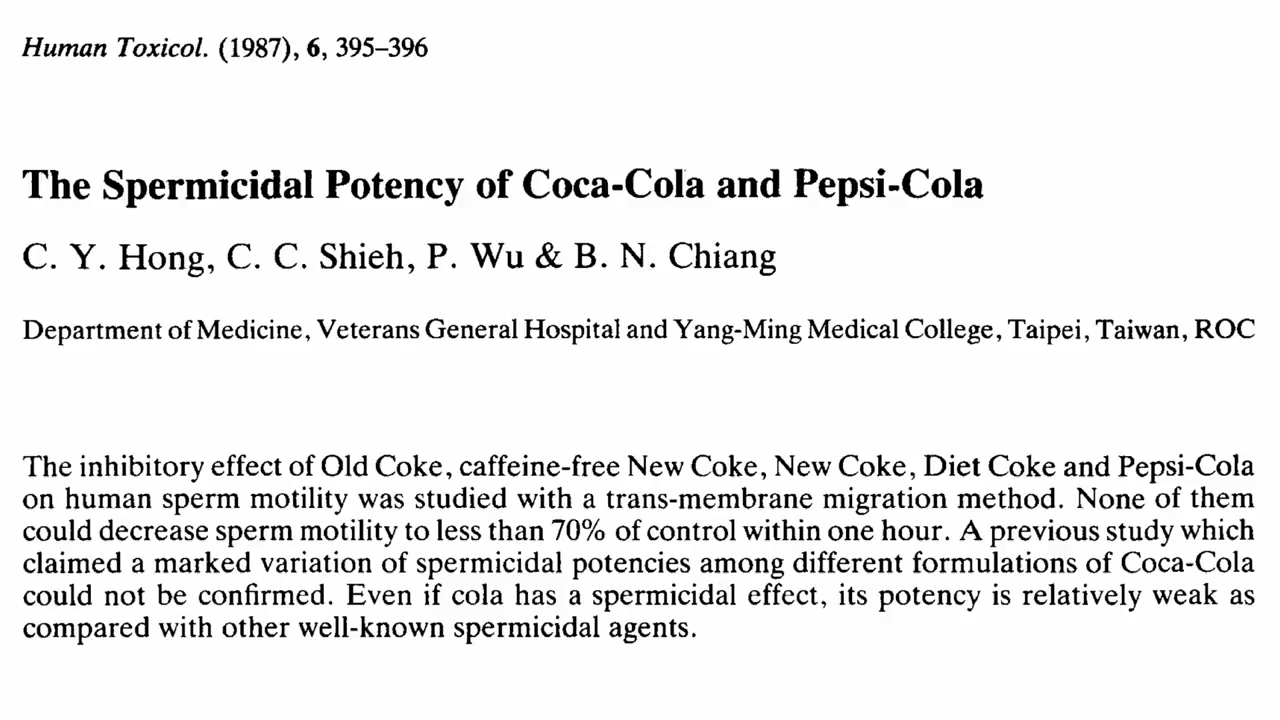 Human Toxicol. (1987), 6, 395–396
The Spermicidal Potency of Coca-Cola and Pepsi-Cola
C. Y. Hong, C. C. Shieh, P. Wu & B. N. Chiang
Department of Medicine, Veterans General Hospital and Yang-Ming Medical College, Taipei, Taiwan, ROC
The inhibitory effect of Old Coke, caffeine-free New Coke, New Coke, Diet Coke and Pepsi-Cola
on human sperm motility was studied with a trans-membrane migration method. None of them
could decrease sperm motility to less than 70% of control within one hour. A previous study which
claimed a marked variation of spermicidal potencies among different formulations of Coca-Cola
could not be confirmed. Even if cola has a spermicidal effect, its potency is relatively weak as
compared with other well-known spermicidal agents.